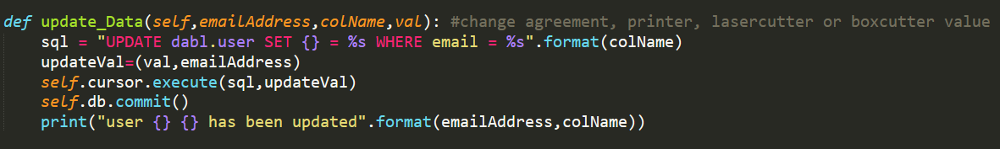 def update_Data(self,emailAddress,colName,val): #change agreement, printer, lasercutter or boxcutter value
    sql = "UPDATE dabl.user SET {} = %s WHERE email = %s".format(colName)
    updateVal=(val,emailAddress)
    self.cursor.execute(sql,updateVal)
    self.db.commit()
    print("user {} {} has been updated".format(emailAddress,colName))